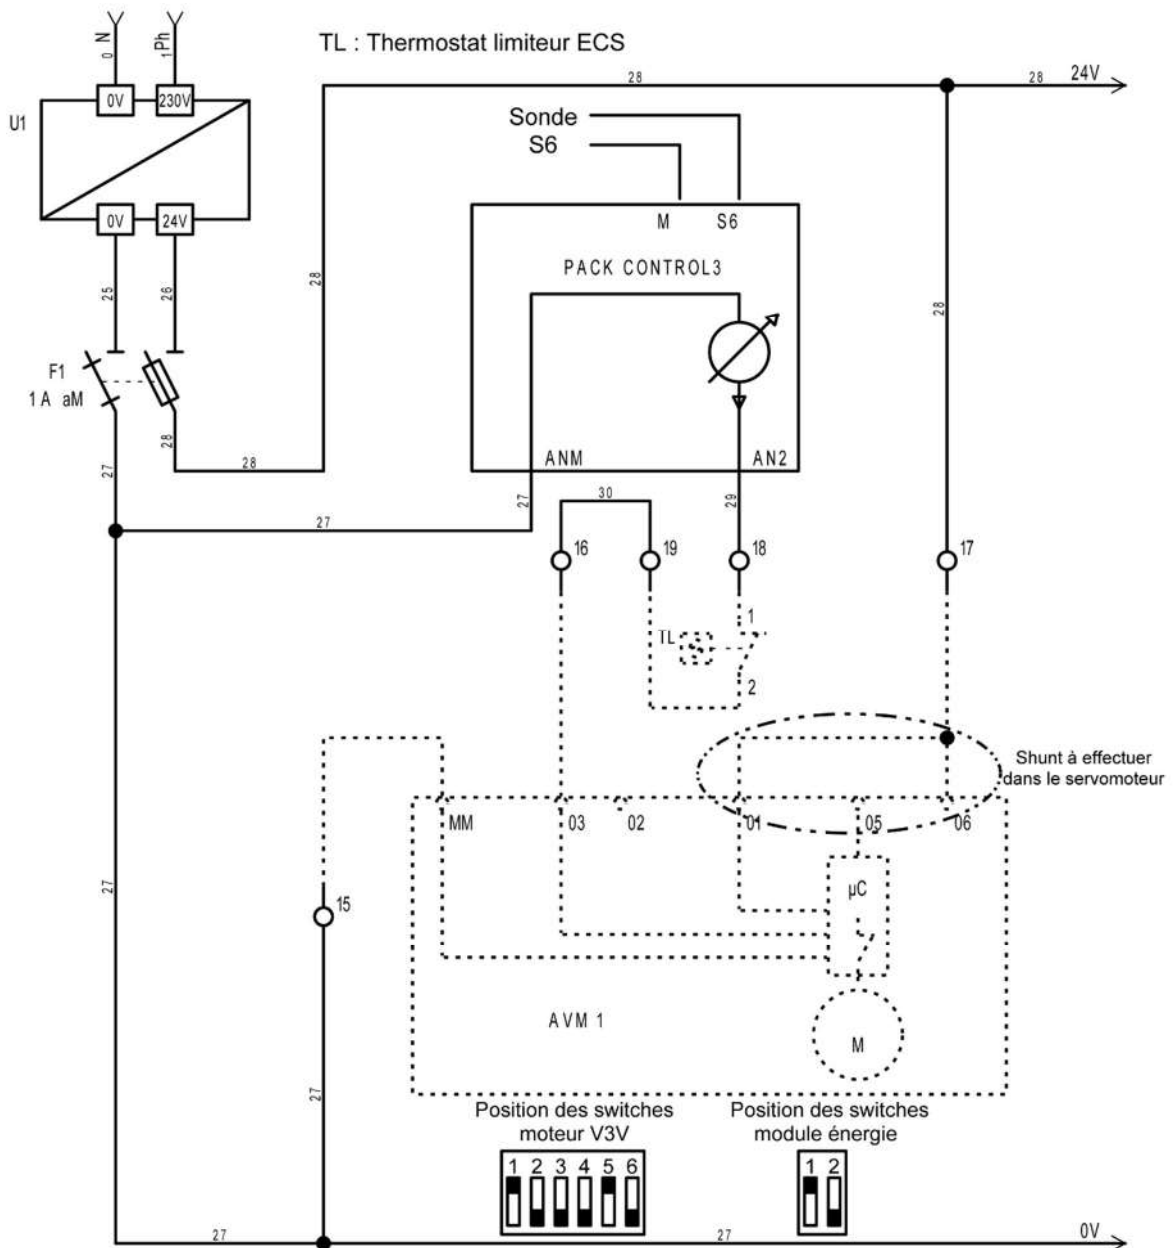 N
0
Ph
1
TL : Thermostat limiteur ECS
28
28
24V
0V
230V
U1
Sonde
S6
0V
24V
M
S6
PACK CONTROL3
25
26
28
28
F1
1 A aM
28
28
27
ANM
AN2
27
27
30
29
16
19
18
17
TL
1
2
Shunt à effectuer
dans le servomoteur
MM
03
02
01
05
06
µC
27
15
AVM 1
M
27
Position des switches
moteur V3V
Position des switches
module énergie
1 2 3 4 5 6
1 2
27
27
0V